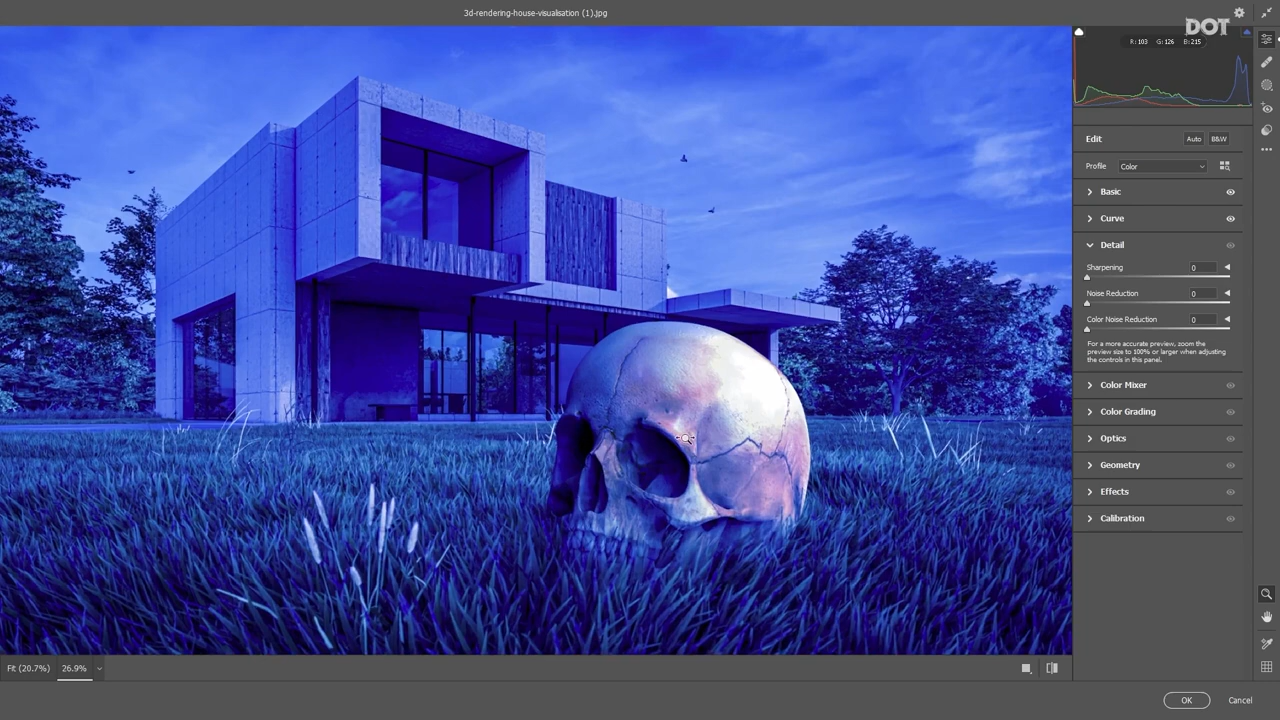 3d-rendering-house-visualisation (1).jpg
DOT
R: 103 G: 126 B: 215
Edit
Auto
B&W
Profile
Color
Basic
Curve
Detail
Sharpening
0
Noise Reduction
0
Color Noise Reduction
0
For a more accurate preview, zoom the
preview size to 100% or larger when adjusting
the controls in this panel.
Color Mixer
Color Grading
Optics
Geometry
Effects
Calibration
Fit (20.7%)
26.9%
OK
Cancel